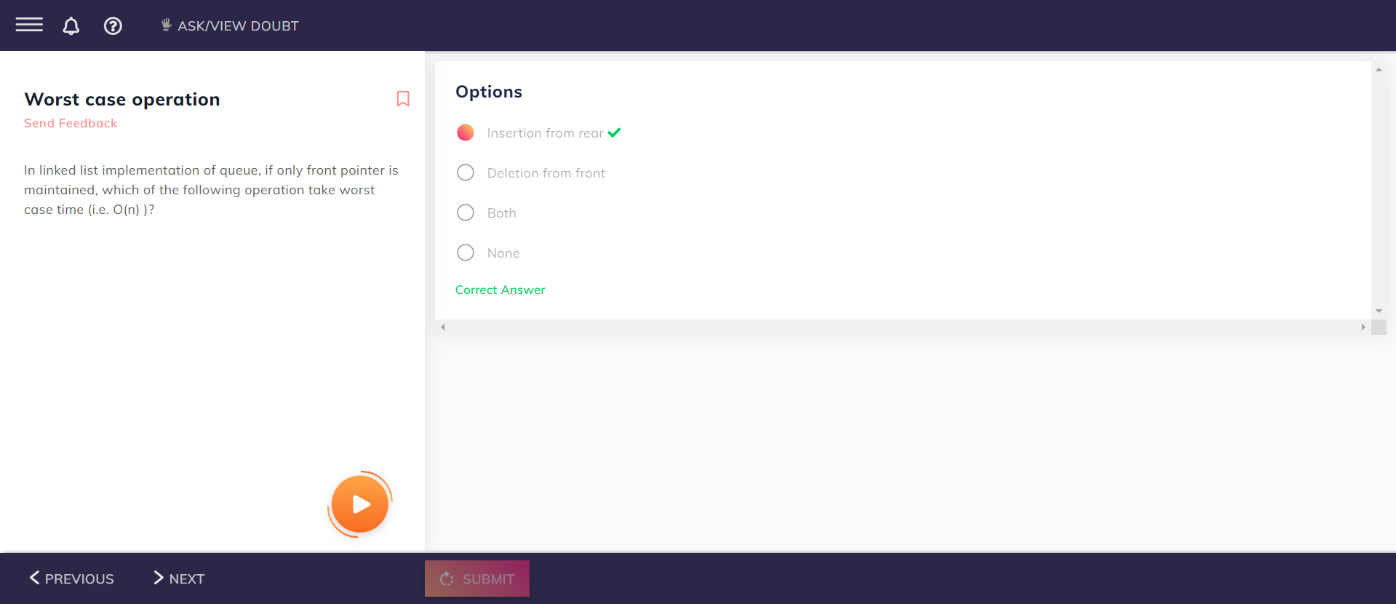 ASK/VIEW DOUBT
Worst case operation
Send Feedback
In linked list implementation of queue, if only front pointer is
maintained, which of the following operation take worst
case time (i.e. O(n) )?
Options
Insertion from rear
Deletion from front
Both
None
Correct Answer
PREVIOUS
NEXT
SUBMIT